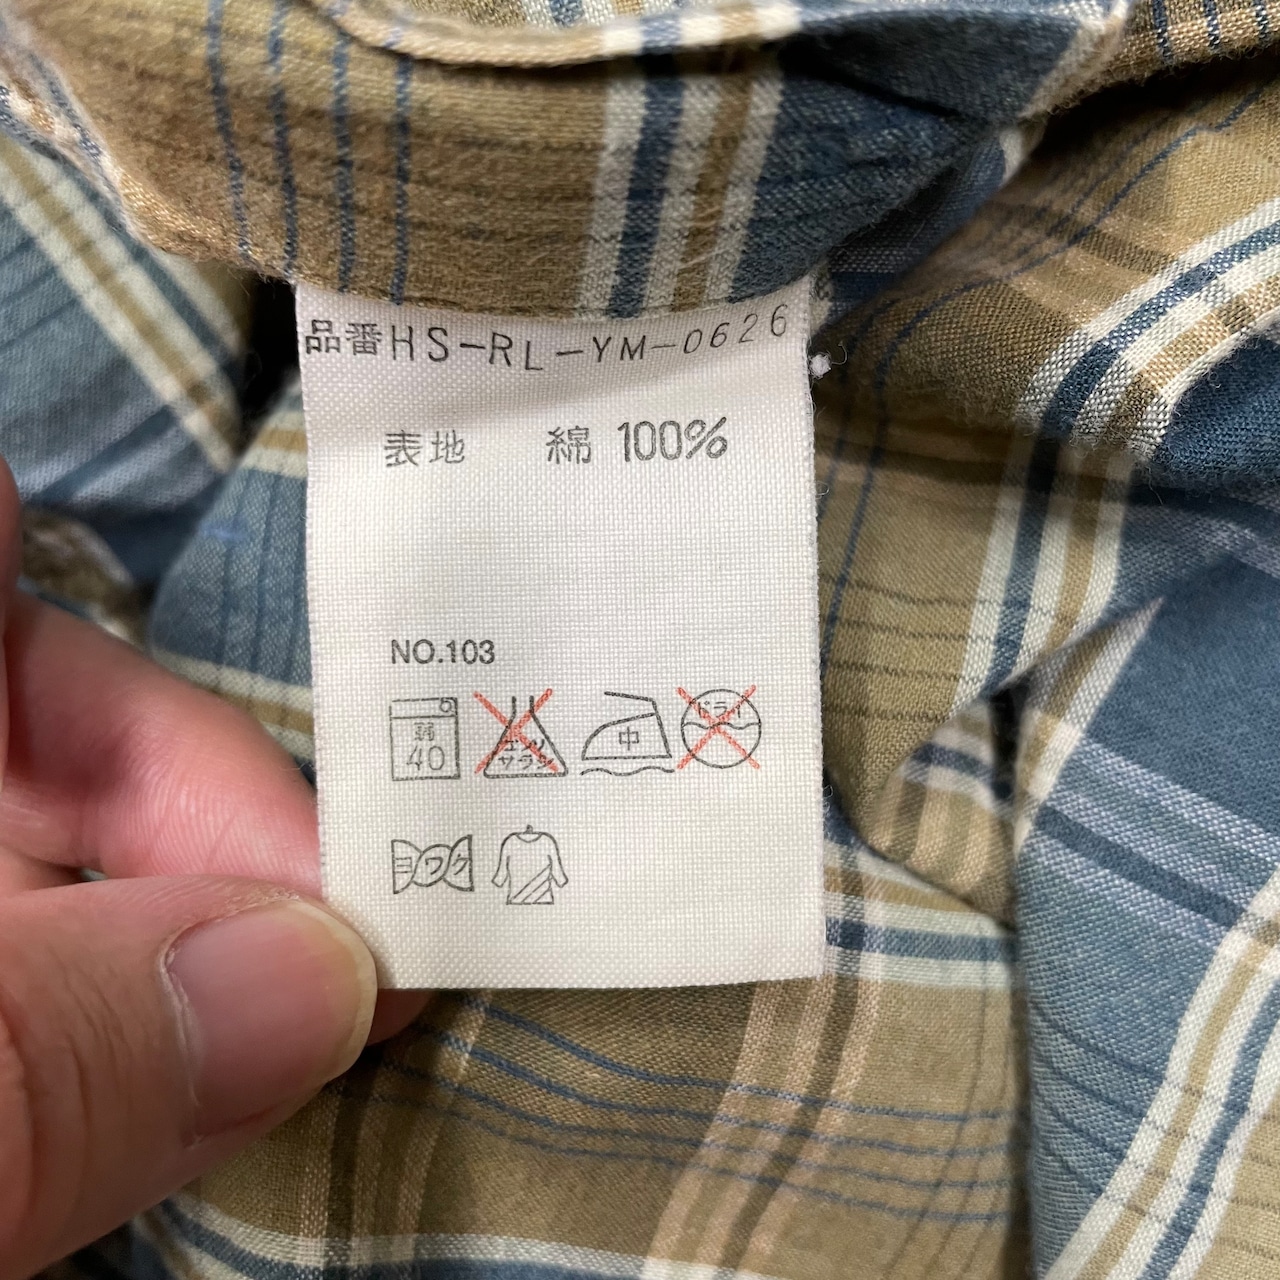 品番HS-RL-YM-0626
表地 綿 100%
NO.103
弱 40 エンソ サラシ 中 ドライ
ヨワク